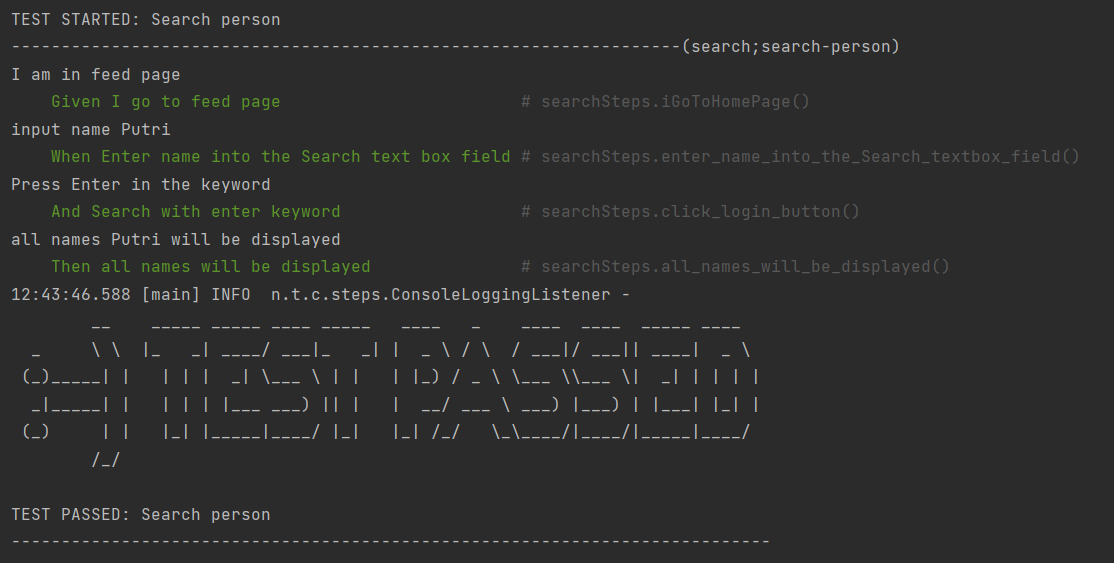 TEST STARTED: Search person
-------------------------------------------------------------------(search;search-person)
I am in feed page
    Given I go to feed page                        # searchSteps.iGoToHomePage()
input name Putri
    When Enter name into the Search text box field # searchSteps.enter_name_into_the_Search_textbox_field()
Press Enter in the keyword
    And Search with enter keyword                  # searchSteps.click_login_button()
all names Putri will be displayed
    Then all names will be displayed               # searchSteps.all_names_will_be_displayed()
12:43:46.588 [main] INFO  n.t.c.steps.ConsoleLoggingListener -
        __    _____ _____ ____ _____   ____   _    ____  ____  _____ ____
  _     \ \  |_   _| ____/ ___|_   _| |  _ \ / \  / ___|/ ___|| ____|  _ \
 (_)_____| |   | | |  _| \___ \ | |   | |_) / _ \ \___ \\___ \|  _| | | | |
  _|_____| |   | | | |___ ___) || |   |  __/ ___ \ ___) |___) | |___| |_| |
 (_)     | |   |_| |_____|____/ |_|   |_| /_/   \_\____/|____/|_____|____/
        /_/
TEST PASSED: Search person
----------------------------------------------------------------------------